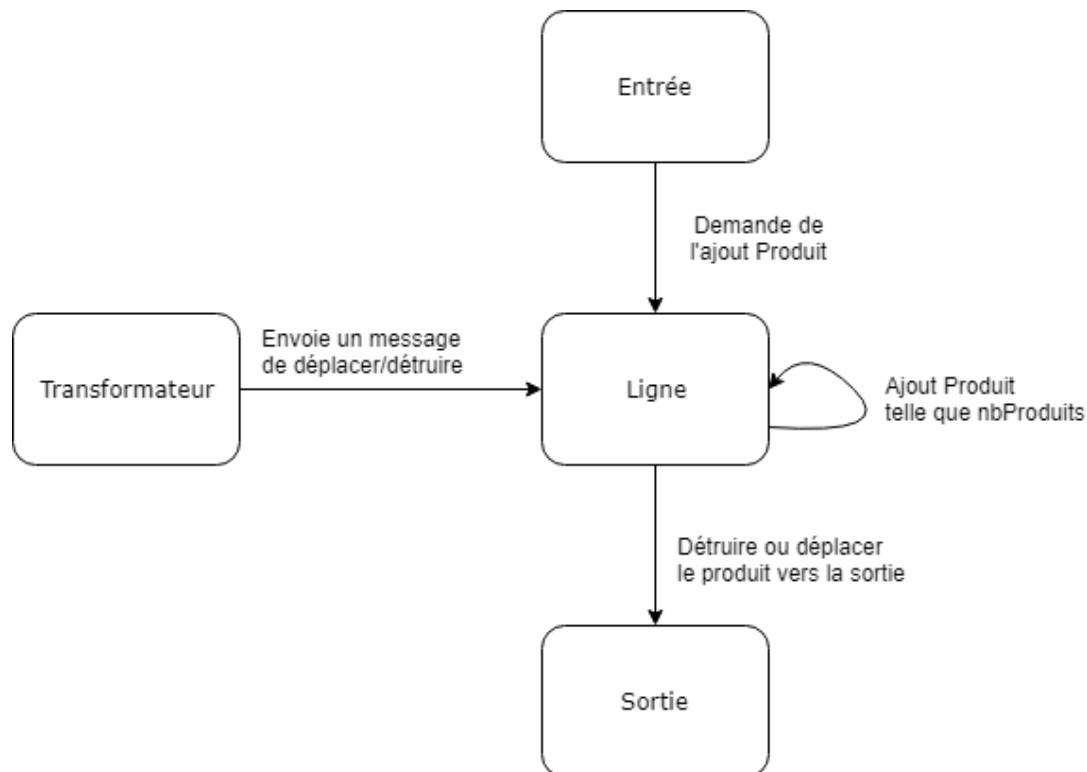 Entrée
Demande de
l'ajout Produit
Envoie un message
de déplacer/détruire
Transformateur
Ligne
Ajout Produit
telle que nbProduits
Détruire ou déplacer
le produit vers la sortie
Sortie